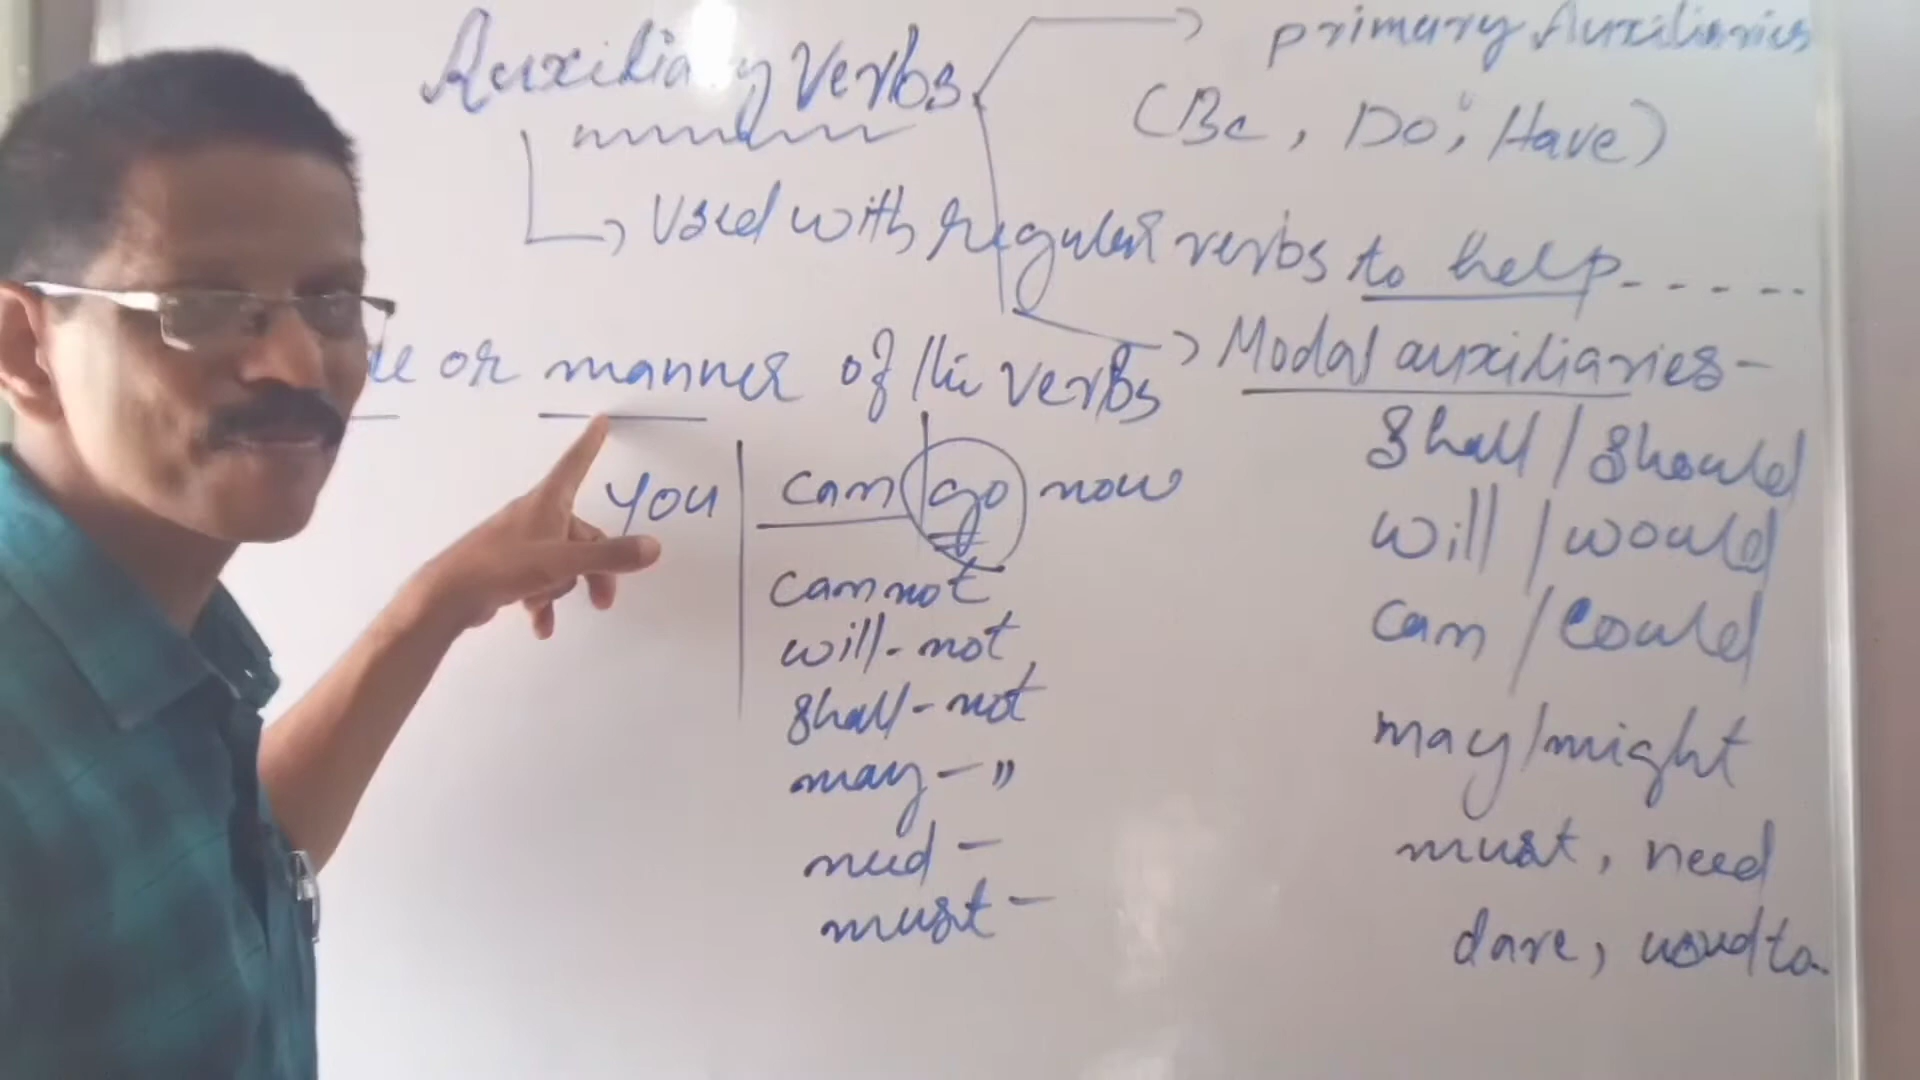 Auxiliary Verbs
primary Auxiliaries
(Be, Do, Have)
Used with regular verbs to help......
or manner of the verbs
Modal auxiliaries-
Shall / Should
will / would
can / could
may/might
must, need
dare, used to.
You can go now
cannot
will-not
shall-not
may-"
need-
must-